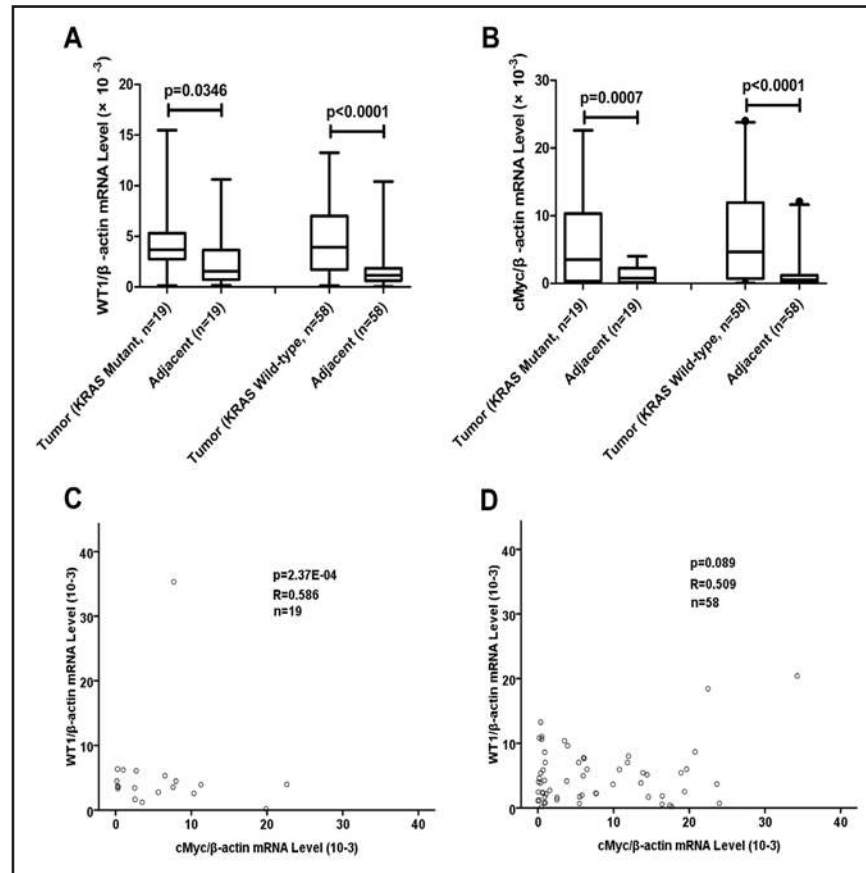 A
WT1/β -actin mRNA Level (× 10 -3)
20
15
10
5
0
p=0.0346
p<0.0001
Tumor (KRAS Mutant, n=19)
Adjacent (n=19)
Tumor (KRAS Wild-type, n=58)
Adjacent (n=58)
B
cMyc/β -actin mRNA Level (× 10 -3)
30
20
10
0
p=0.0007
p<0.0001
Tumor (KRAS Mutant, n=19)
Adjacent (n=19)
Tumor (KRAS Wild-type, n=58)
Adjacent (n=58)
C
WT1/β-actin mRNA Level (10-3)
40
30
20
10
0
p=2.37E-04
R=0.586
n=19
0 10 20 30 40
cMyc/β-actin mRNA Level (10-3)
D
WT1/β-actin mRNA Level (10-3)
40
30
20
10
0
p=0.089
R=0.509
n=58
0 10 20 30 40
cMyc/β-actin mRNA Level (10-3)